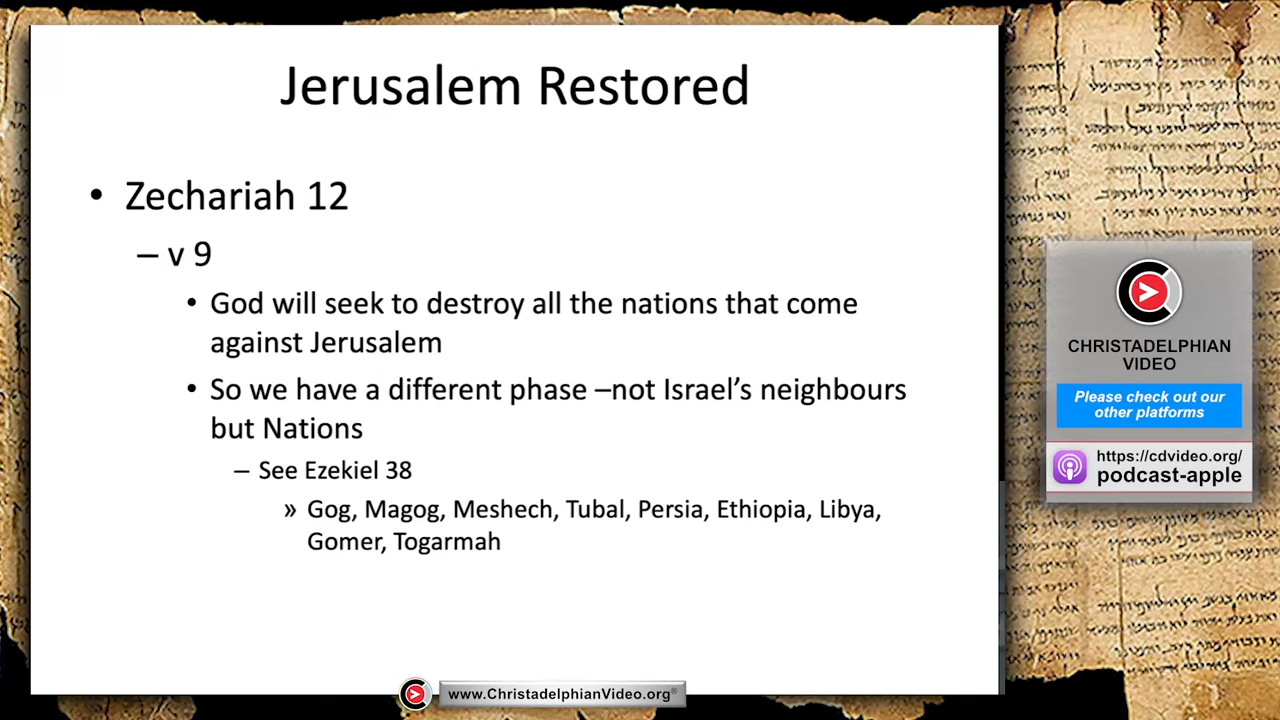 Jerusalem Restored
• Zechariah 12
– v 9
• God will seek to destroy all the nations that come
against Jerusalem
• So we have a different phase –not Israel's neighbours
but Nations
– See Ezekiel 38
» Gog, Magog, Meshech, Tubal, Persia, Ethiopia, Libya,
Gomer, Togarmah
CHRISTADELPHIAN
VIDEO
Please check out our
other platforms
https://cdvideo.org/
podcast-apple
www.ChristadelphianVideo.org®